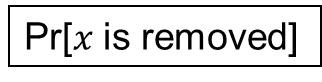 Pr[𝑥 is removed]